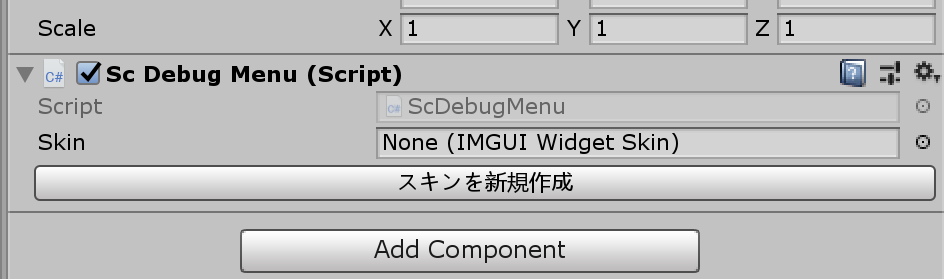 Scale X 1 Y 1 Z 1
C# Sc Debug Menu (Script)
Script C# ScDebugMenu
Skin None (IMGUI Widget Skin)
スキンを新規作成
Add Component